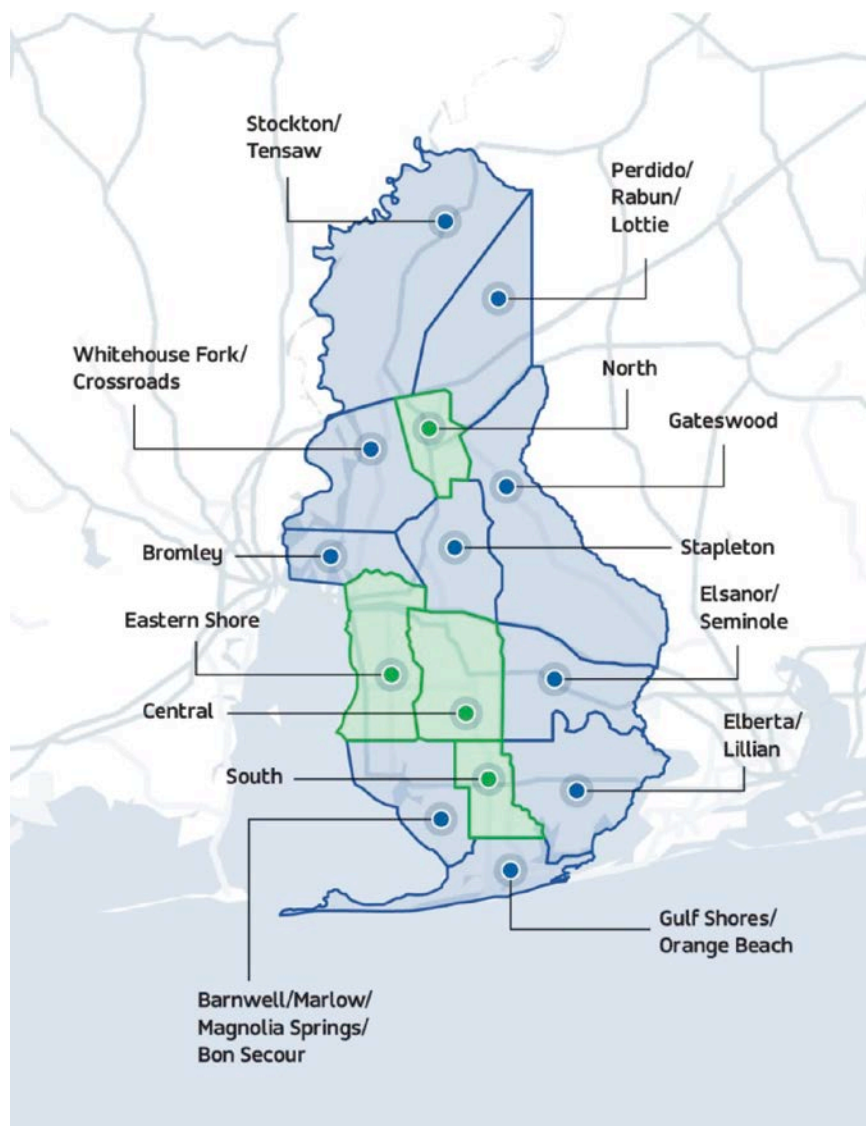 Stockton/
Tensaw
Perdido/
Rabun/
Lottie
Whitehouse Fork/
Crossroads
North
Gateswood
Bromley
Stapleton
Elsanor/
Seminole
Eastern Shore
Central
Elberta/
Lillian
South
Gulf Shores/
Orange Beach
Barnwell/Marlow/
Magnolia Springs/
Bon Secour